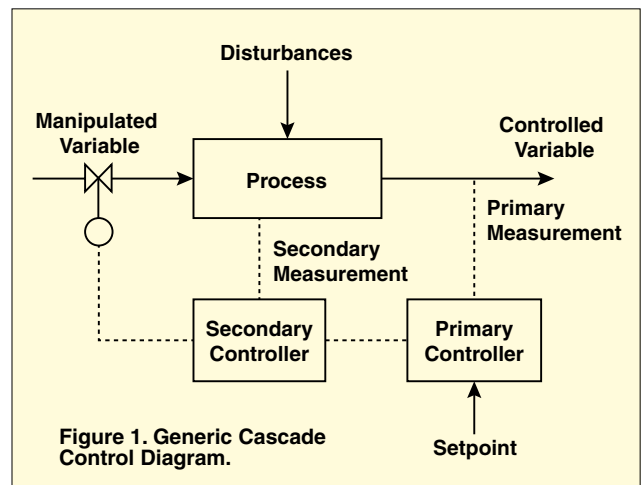 Disturbances
Manipulated
Variable
Controlled
Variable
Process
Primary
Measurement
Secondary
Measurement
Secondary
Controller
Primary
Controller
Figure 1. Generic Cascade
Control Diagram.
Setpoint